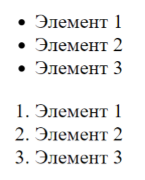 • Элемент 1
• Элемент 2
• Элемент 3
1. Элемент 1
2. Элемент 2
3. Элемент 3